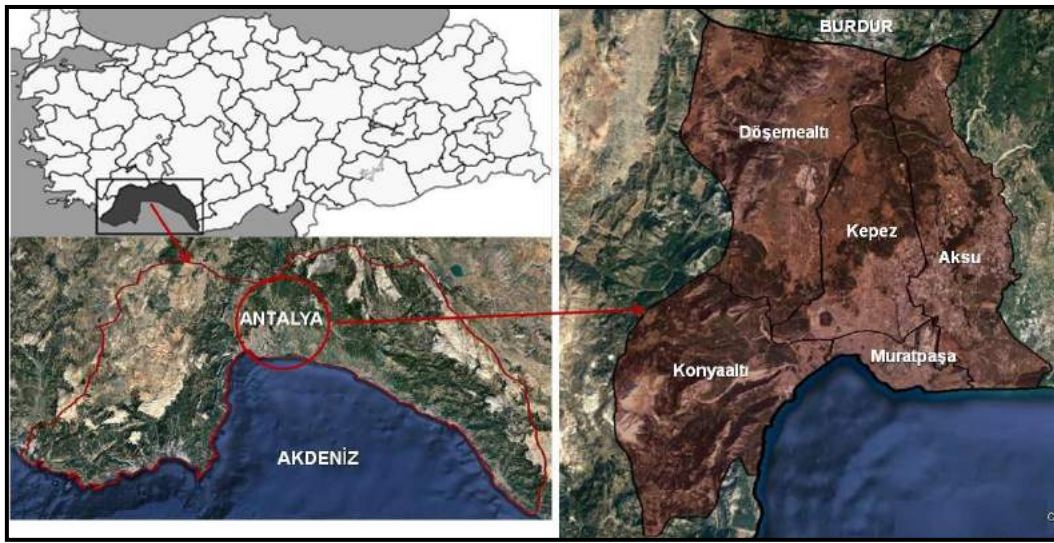 BURDUR
Döşemealtı
Kepez
Aksu
ANTALYA
Konyaaltı
Muratpaşa
AKDENİZ